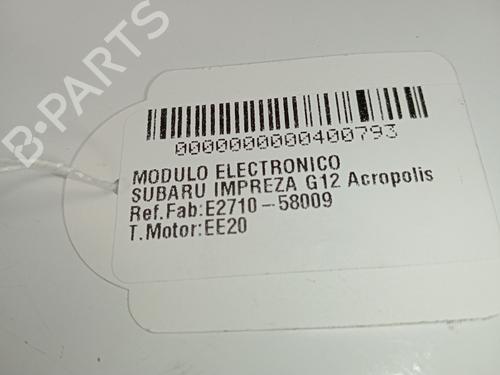 B-PARTS
0000000000400793
MODULO ELECTRONICO
SUBARU IMPREZA G12 Acropolis
Ref.Fab:E2710-58009
T.Motor:EE20